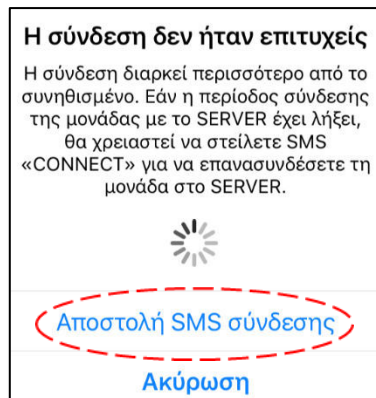 Η σύνδεση δεν ήταν επιτυχείς
Η σύνδεση διαρκεί περισσότερο από το
συνηθισμένο. Εάν η περίοδος σύνδεσης
της μονάδας με το SERVER έχει λήξει,
θα χρειαστεί να στείλετε SMS
«CONNECT» για να επανασυνδέσετε τη
μονάδα στο SERVER.
Αποστολή SMS σύνδεσης
Ακύρωση